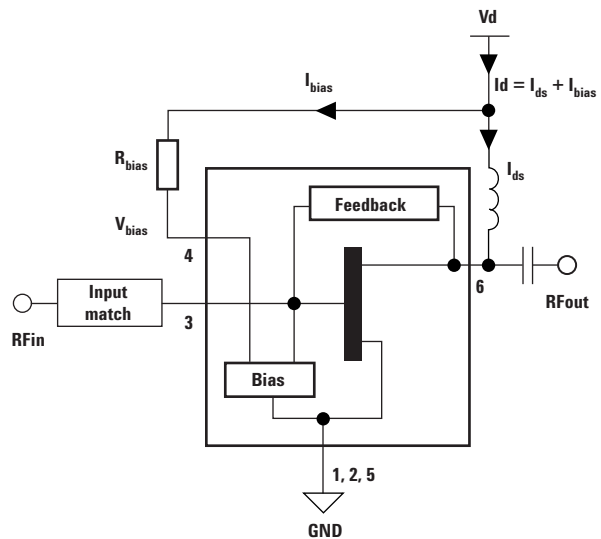 Vd
Id = Ids + Ibias
Ibias
Rbias
Ids
Feedback
Vbias
4
6
RFout
Input
match
3
RFin
Bias
1, 2, 5
GND